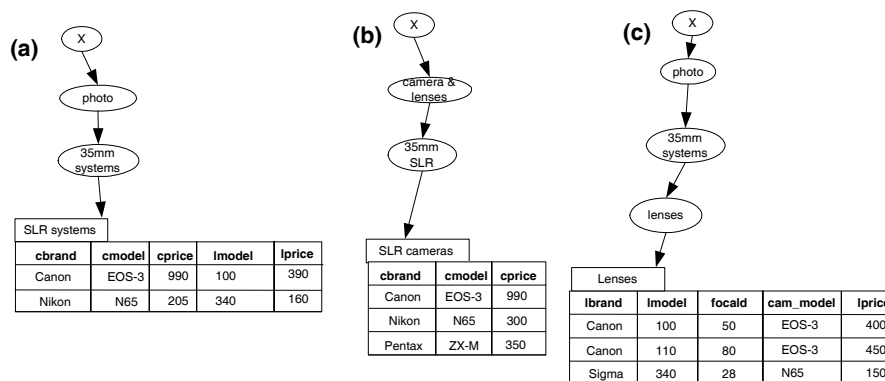 (a)
X
photo
35mm
systems
SLR systems
cbrand cmodel cprice lmodel lprice
Canon EOS-3 990 100 390
Nikon N65 205 340 160
(b)
X
camera &
lenses
35mm
SLR
SLR cameras
cbrand cmodel cprice
Canon EOS-3 990
Nikon N65 300
Pentax ZX-M 350
(c)
X
photo
35mm
systems
lenses
Lenses
lbrand lmodel focald cam_model lprice
Canon 100 50 EOS-3 400
Canon 110 80 EOS-3 450
Sigma 340 28 N65 150